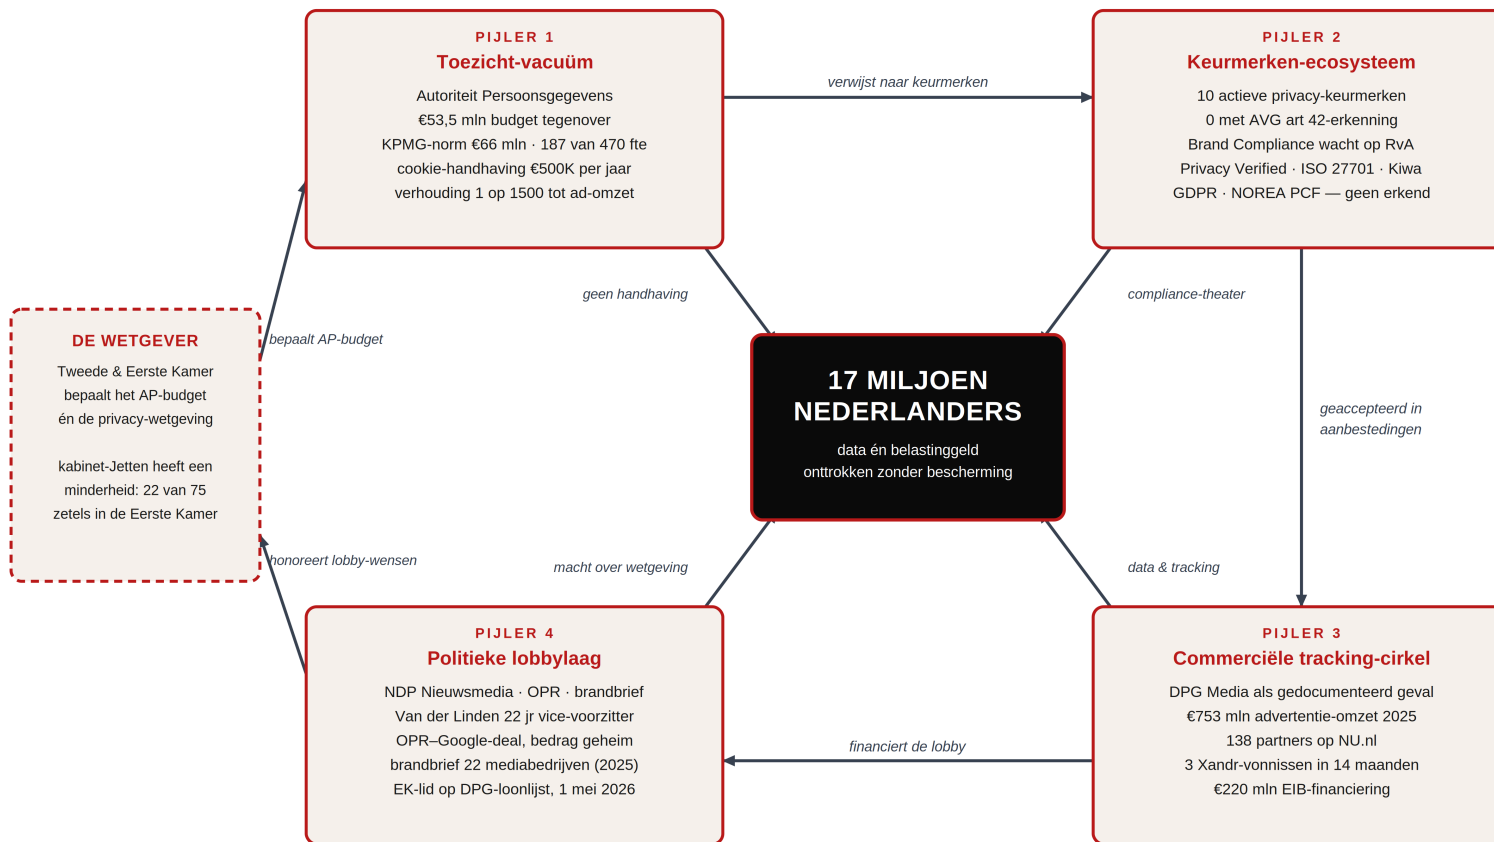 PIJLER 1
Toezicht-vacuüm
Autoriteit Persoonsgegevens
€53,5 mln budget tegenover
KPMG-norm €66 mln · 187 van 470 fte
cookie-handhaving €500K per jaar
verhouding 1 op 1500 tot ad-omzet
verwijst naar keurmerken
PIJLER 2
Keurmerken-ecosysteem
10 actieve privacy-keurmerken
0 met AVG art 42-erkenning
Brand Compliance wacht op RvA
Privacy Verified · ISO 27701 · Kiwa
GDPR · NOREA PCF — geen erkend
geen handhaving
compliance-theater
bepaalt AP-budget
DE WETGEVER
Tweede & Eerste Kamer
bepaalt het AP-budget
én de privacy-wetgeving
kabinet-Jetten heeft een
minderheid: 22 van 75
zetels in de Eerste Kamer
17 MILJOEN
NEDERLANDERS
data én belastinggeld
onttrokken zonder bescherming
geaccepteerd in
aanbestedingen
honoreert lobby-wensen
macht over wetgeving
data & tracking
PIJLER 4
Politieke lobbylaag
NDP Nieuwsmedia · OPR · brandbrief
Van der Linden 22 jr vice-voorzitter
OPR–Google-deal, bedrag geheim
brandbrief 22 mediabedrijven (2025)
EK-lid op DPG-loonlijst, 1 mei 2026
financiert de lobby
PIJLER 3
Commerciële tracking-cirkel
DPG Media als gedocumenteerd geval
€753 mln advertentie-omzet 2025
138 partners op NU.nl
3 Xandr-vonnissen in 14 maanden
€220 mln EIB-financiering